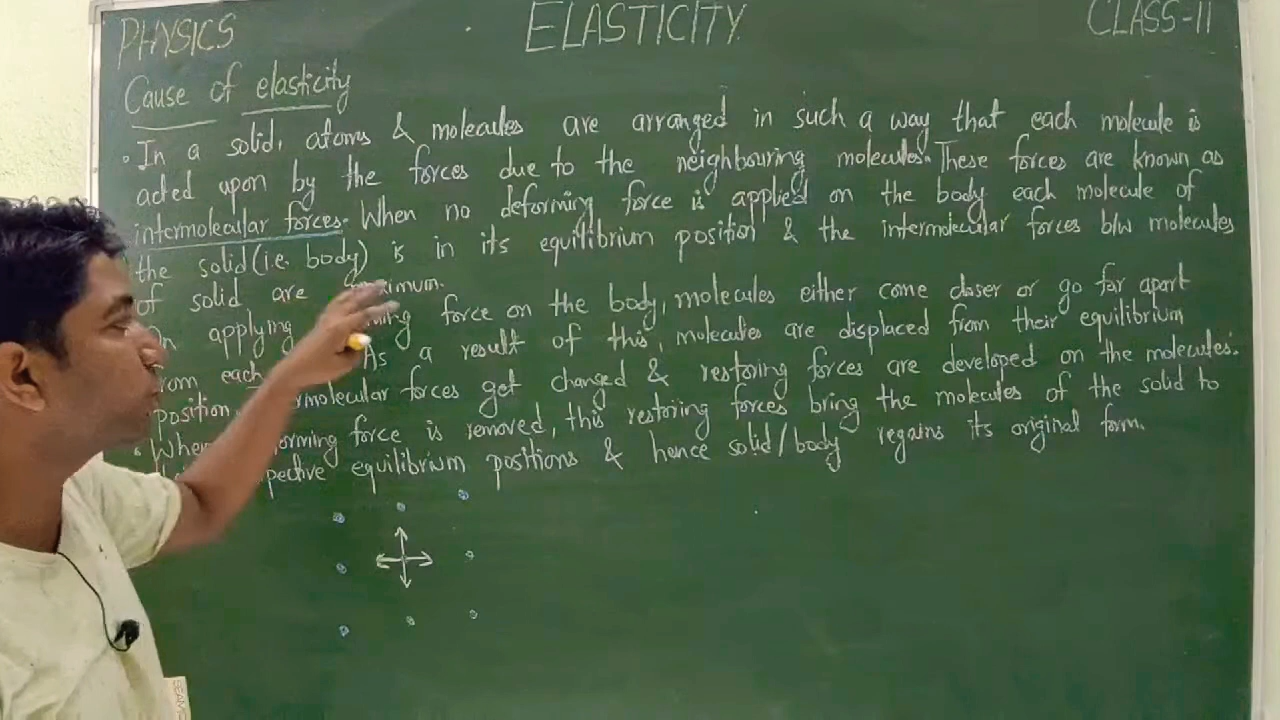 PHYSICS
ELASTICITY
CLASS-11
Cause of elasticity
• In a solid, atoms & molecules are arranged in such a way that each molecule is
acted upon by the forces due to the neighbouring molecules. These forces are known as
intermolecular forces. When no deforming force is applied on the body each molecule of
the solid (i.e. body) is in its equilibrium position & the intermolecular forces b/w molecules
of solid are
applying force on the body, molecules either come closer or go far apart
each As a result of this, molecules are displaced from their equilibrium
position forces get changed & restoring forces are developed on the molecules.
• When force is removed, this restoring forces bring the molecules of the solid to
equilibrium positions & hence solid/body regains its original form.